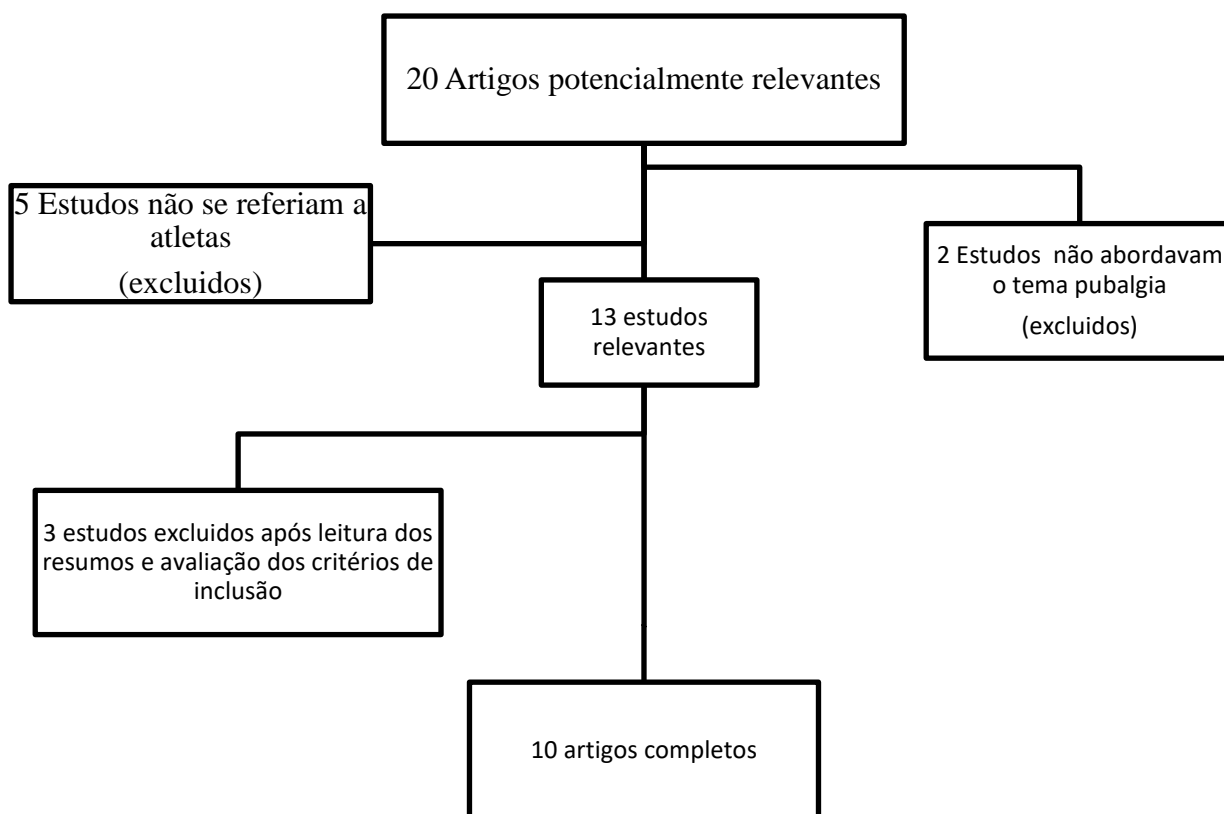 20 Artigos potencialmente relevantes
5 Estudos não se referiam a
atletas
(excluidos)
2 Estudos não abordavam
o tema pubalgia
(excluidos)
13 estudos
relevantes
3 estudos excluidos após leitura dos
resumos e avaliação dos critérios de
inclusão
10 artigos completos